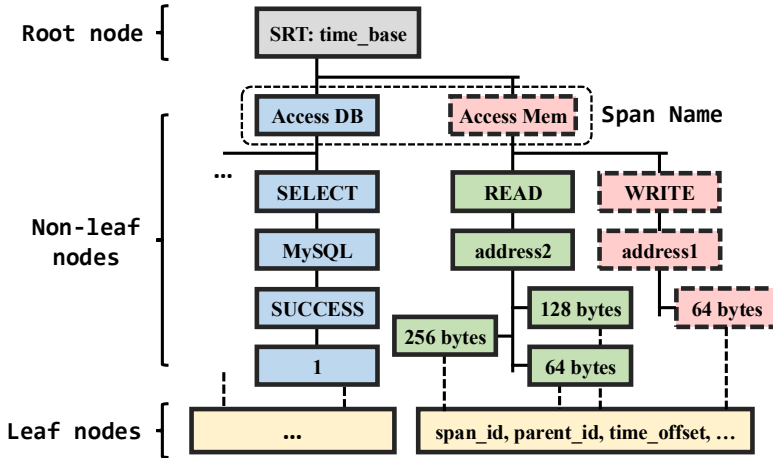 Root node
SRT: time_base
Access DB
Access Mem
Span Name
...
SELECT
READ
WRITE
Non-leaf
nodes
MySQL
address2
address1
SUCCESS
128 bytes
64 bytes
256 bytes
1
64 bytes
Leaf nodes
...
span_id, parent_id, time_offset, ...